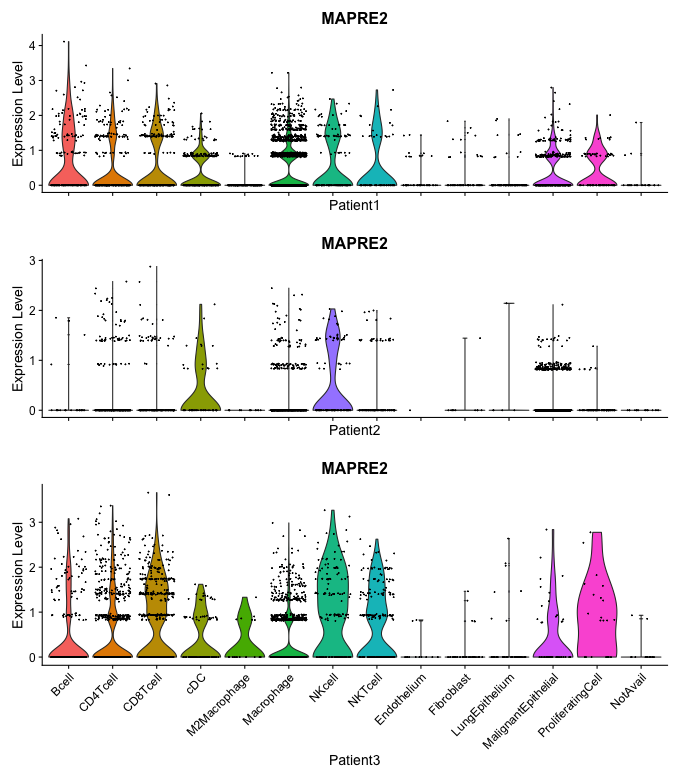 MAPRE2
Expression Level
4
3
2
1
0
Patient1
MAPRE2
Expression Level
3
2
1
0
Patient2
MAPRE2
Expression Level
3
2
1
0
Bcell
CD4Tcell
CD8Tcell
cDC
M2Macrophage
Macrophage
NKcell
NKTcell
Endothelium
Fibroblast
LungEpithelium
MalignantEpithelial
ProliferatingCell
NotAvail
Patient3